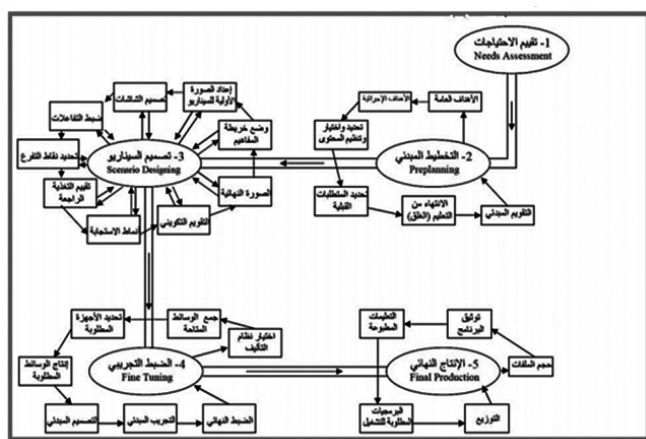 1- تقييم الاحتياجات
Needs Assessment
الأهداف العامة
الأهداف الإجرائية
تحديد واختيار
وتنظيم المحتوى
2- التخطيط المبدئي
Preplanning
تحديد المتطلبات
القبلية
الانتهاء من
التعليم (الغلق)
التقويم المبدئي
إعداد الصورة
الأولية للسيناريو
تصميم الشاشات
ضبط التفاعلات
وضع خريطة
المفاهيم
3- تصميم السيناريو
Scenario Designing
تحديد نقاط التفرع
تقييم التغذية
الراجعة
الصورة النهائية
التقويم التكويني
أنماط الاستجابة
جمع الوسائط
المتاحة
تحديد الأجهزة
المطلوبة
اختيار نظام
التأليف
4- الضبط التجريبي
Fine Tuning
إنتاج الوسائط
المطلوبة
الضبط النهائي
التجريب المبدئي
التصميم المبدئي
توثيق
البرنامج
التعليمات
المطبوعة
5- الإنتاج النهائي
Final Production
حجم الملفات
البرمجيات
المطلوبة للتشغيل
التوزيع